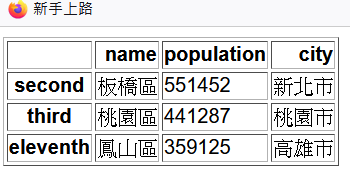 新手上路
name population city
second 板橋區 551452 新北市
third 桃園區 441287 桃園市
eleventh 鳳山區 359125 高雄市